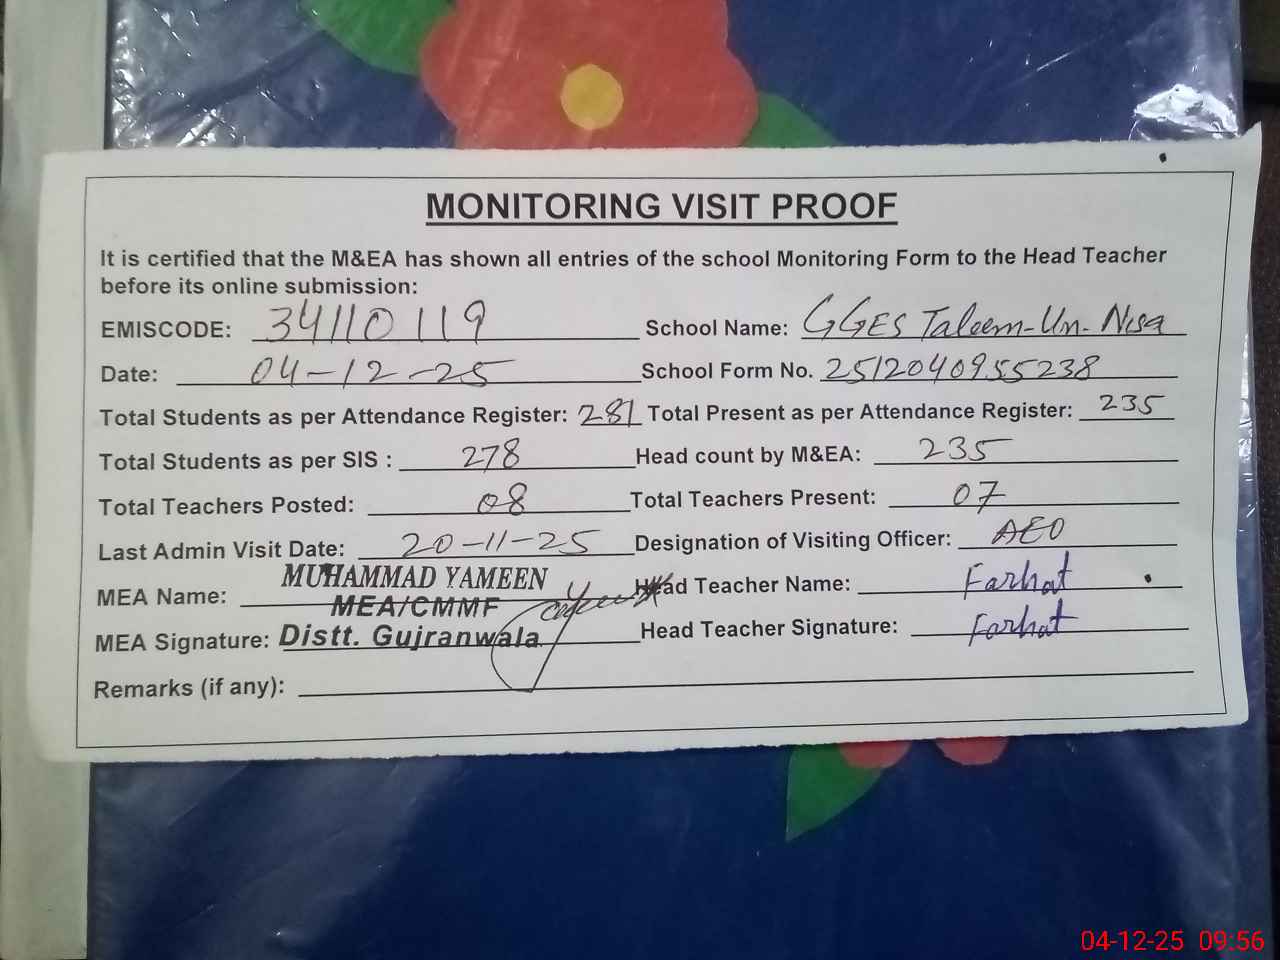 MONITORING VISIT PROOF
It is certified that the M&EA has shown all entries of the school Monitoring Form to the Head Teacher
before its online submission:
EMISCODE: 34110119 School Name: GGES Taleem-Un-Nisa
Date: 04-12-25 School Form No. 2512040955238
Total Students as per Attendance Register: 281 Total Present as per Attendance Register: 235
Total Students as per SIS : 278 Head count by M&EA: 235
Total Teachers Posted: 08 Total Teachers Present: 07
Last Admin Visit Date: 20-11-25 Designation of Visiting Officer: AEO
MEA Name: MUHAMMAD YAMEEN Head Teacher Name: Farhat
MEA/CMMF
MEA Signature: Distt. Gujranwala Head Teacher Signature: Farhat
Remarks (if any):
04-12-25 09:56